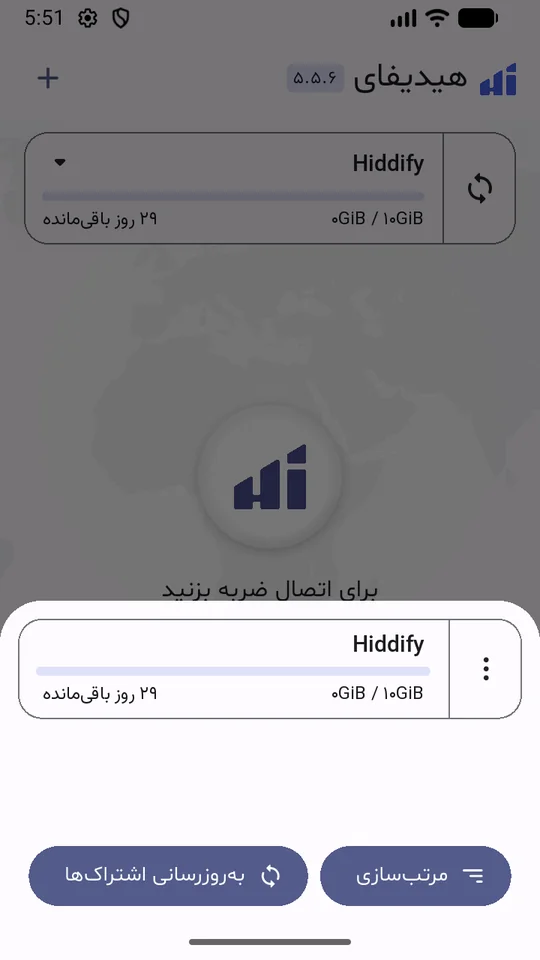 5:51
هیدیفای ۵.۵.۶
Hiddify
۰GiB / ۱۰GiB
۲۹ روز باقی‌مانده
برای اتصال ضربه بزنید
Hiddify
۰GiB / ۱۰GiB
۲۹ روز باقی‌مانده
مرتب‌سازی
به‌روزرسانی اشتراک‌ها